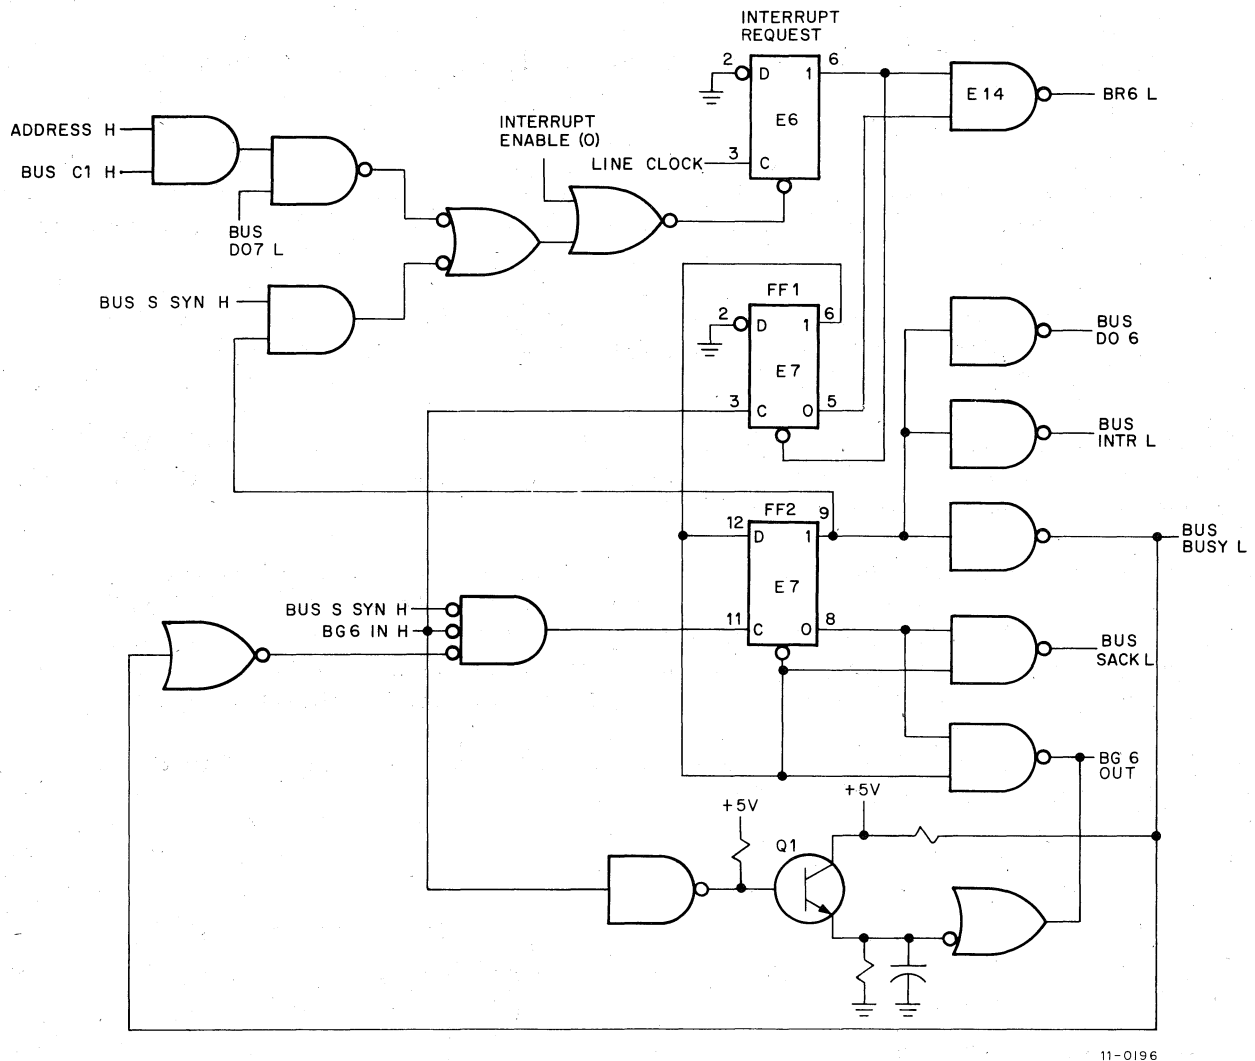 INTERRUPT
REQUEST
2
D
1
6
E6
3
C
E14
BR6 L
ADDRESS H
BUS C1 H
BUS
DO7 L
INTERRUPT
ENABLE (0)
LINE CLOCK
BUS S SYN H
FF1
2
D
1
6
E7
3
C
O
5
BUS
DO 6
BUS
INTR L
FF2
12
D
1
9
E7
11
C
O
8
BUS
BUSY L
BUS S SYN H
BG6 IN H
BUS
SACK L
BG 6
OUT
+5V
+5V
Q1
11-0196